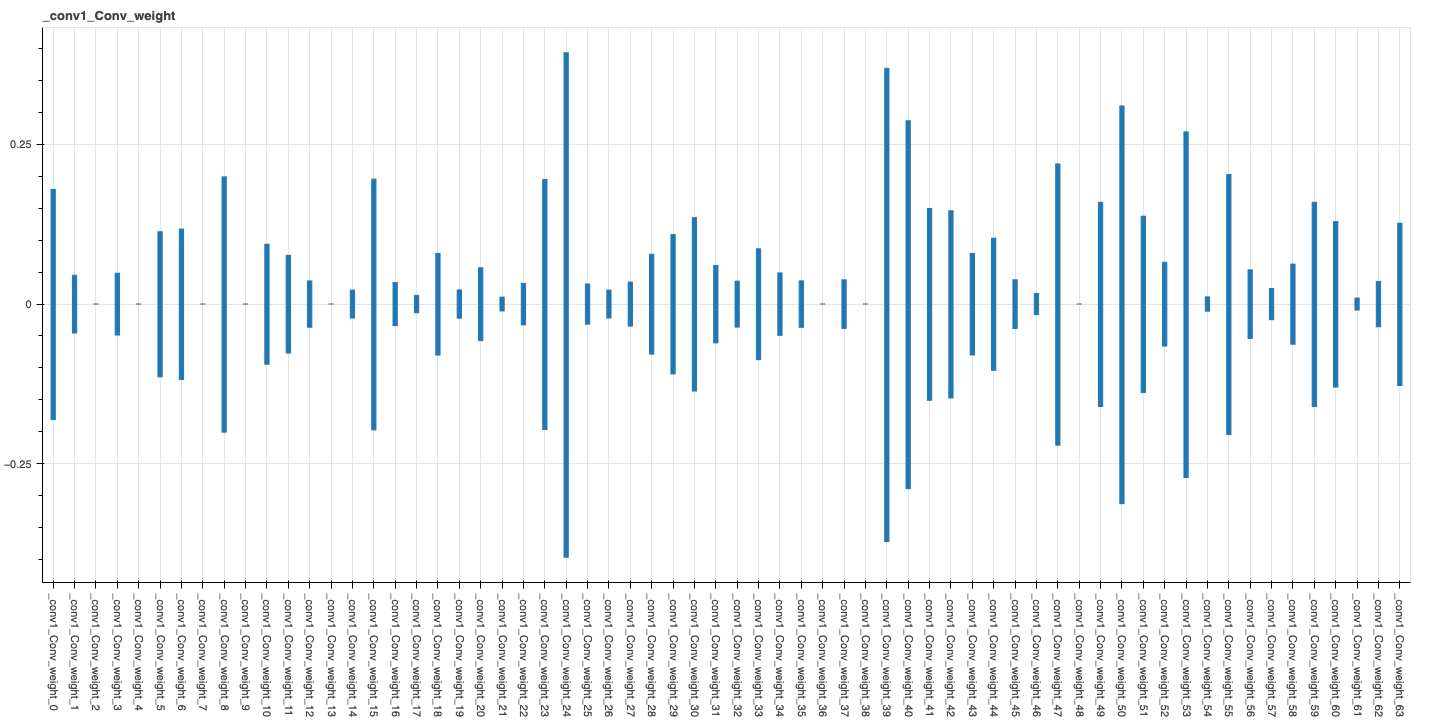 _conv1_Conv_weight
0.25
0
−0.25
_conv1_Conv_weight_0
_conv1_Conv_weight_1
_conv1_Conv_weight_2
_conv1_Conv_weight_3
_conv1_Conv_weight_4
_conv1_Conv_weight_5
_conv1_Conv_weight_6
_conv1_Conv_weight_7
_conv1_Conv_weight_8
_conv1_Conv_weight_9
_conv1_Conv_weight_10
_conv1_Conv_weight_11
_conv1_Conv_weight_12
_conv1_Conv_weight_13
_conv1_Conv_weight_14
_conv1_Conv_weight_15
_conv1_Conv_weight_16
_conv1_Conv_weight_17
_conv1_Conv_weight_18
_conv1_Conv_weight_19
_conv1_Conv_weight_20
_conv1_Conv_weight_21
_conv1_Conv_weight_22
_conv1_Conv_weight_23
_conv1_Conv_weight_24
_conv1_Conv_weight_25
_conv1_Conv_weight_26
_conv1_Conv_weight_27
_conv1_Conv_weight_28
_conv1_Conv_weight_29
_conv1_Conv_weight_30
_conv1_Conv_weight_31
_conv1_Conv_weight_32
_conv1_Conv_weight_33
_conv1_Conv_weight_34
_conv1_Conv_weight_35
_conv1_Conv_weight_36
_conv1_Conv_weight_37
_conv1_Conv_weight_38
_conv1_Conv_weight_39
_conv1_Conv_weight_40
_conv1_Conv_weight_41
_conv1_Conv_weight_42
_conv1_Conv_weight_43
_conv1_Conv_weight_44
_conv1_Conv_weight_45
_conv1_Conv_weight_46
_conv1_Conv_weight_47
_conv1_Conv_weight_48
_conv1_Conv_weight_49
_conv1_Conv_weight_50
_conv1_Conv_weight_51
_conv1_Conv_weight_52
_conv1_Conv_weight_53
_conv1_Conv_weight_54
_conv1_Conv_weight_55
_conv1_Conv_weight_56
_conv1_Conv_weight_57
_conv1_Conv_weight_58
_conv1_Conv_weight_59
_conv1_Conv_weight_60
_conv1_Conv_weight_61
_conv1_Conv_weight_62
_conv1_Conv_weight_63